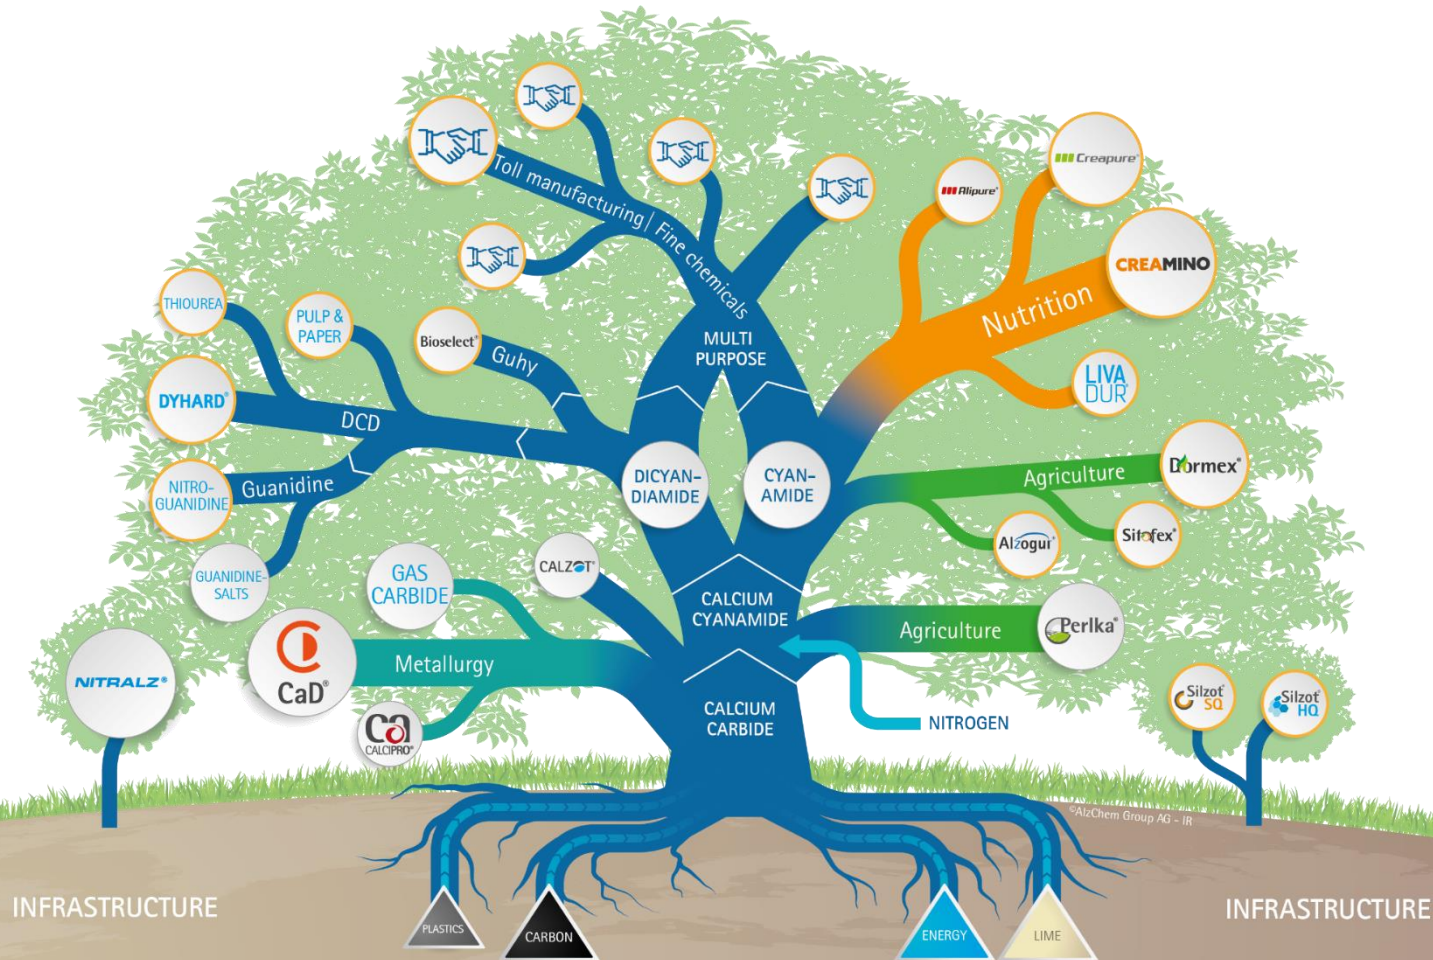 Toll manufacturing / Fine chemicals
Alipure®
Creapure®
CREAMINO
Nutrition
LIVA
DUR®
THIOUREA
PULP &
PAPER
Bioselect®
Guhy
MULTI
PURPOSE
DYHARD®
DCD
NITRO-
GUANIDINE
Guanidine
GUANIDINE-
SALTS
DICYAN-
DIAMIDE
CYAN-
AMIDE
Agriculture
Dormex®
Alzogur®
Sitofex®
GAS
CARBIDE
CALZOT®
CALCIUM
CYANAMIDE
Agriculture
Perlka®
NITRALZ®
CaD®
Metallurgy
ca
CALCIPRO®
CALCIUM
CARBIDE
NITROGEN
Silzot®
SQ
Silzot®
HQ
©AlzChem Group AG - IR
INFRASTRUCTURE
PLASTICS
CARBON
ENERGY
LIME
INFRASTRUCTURE